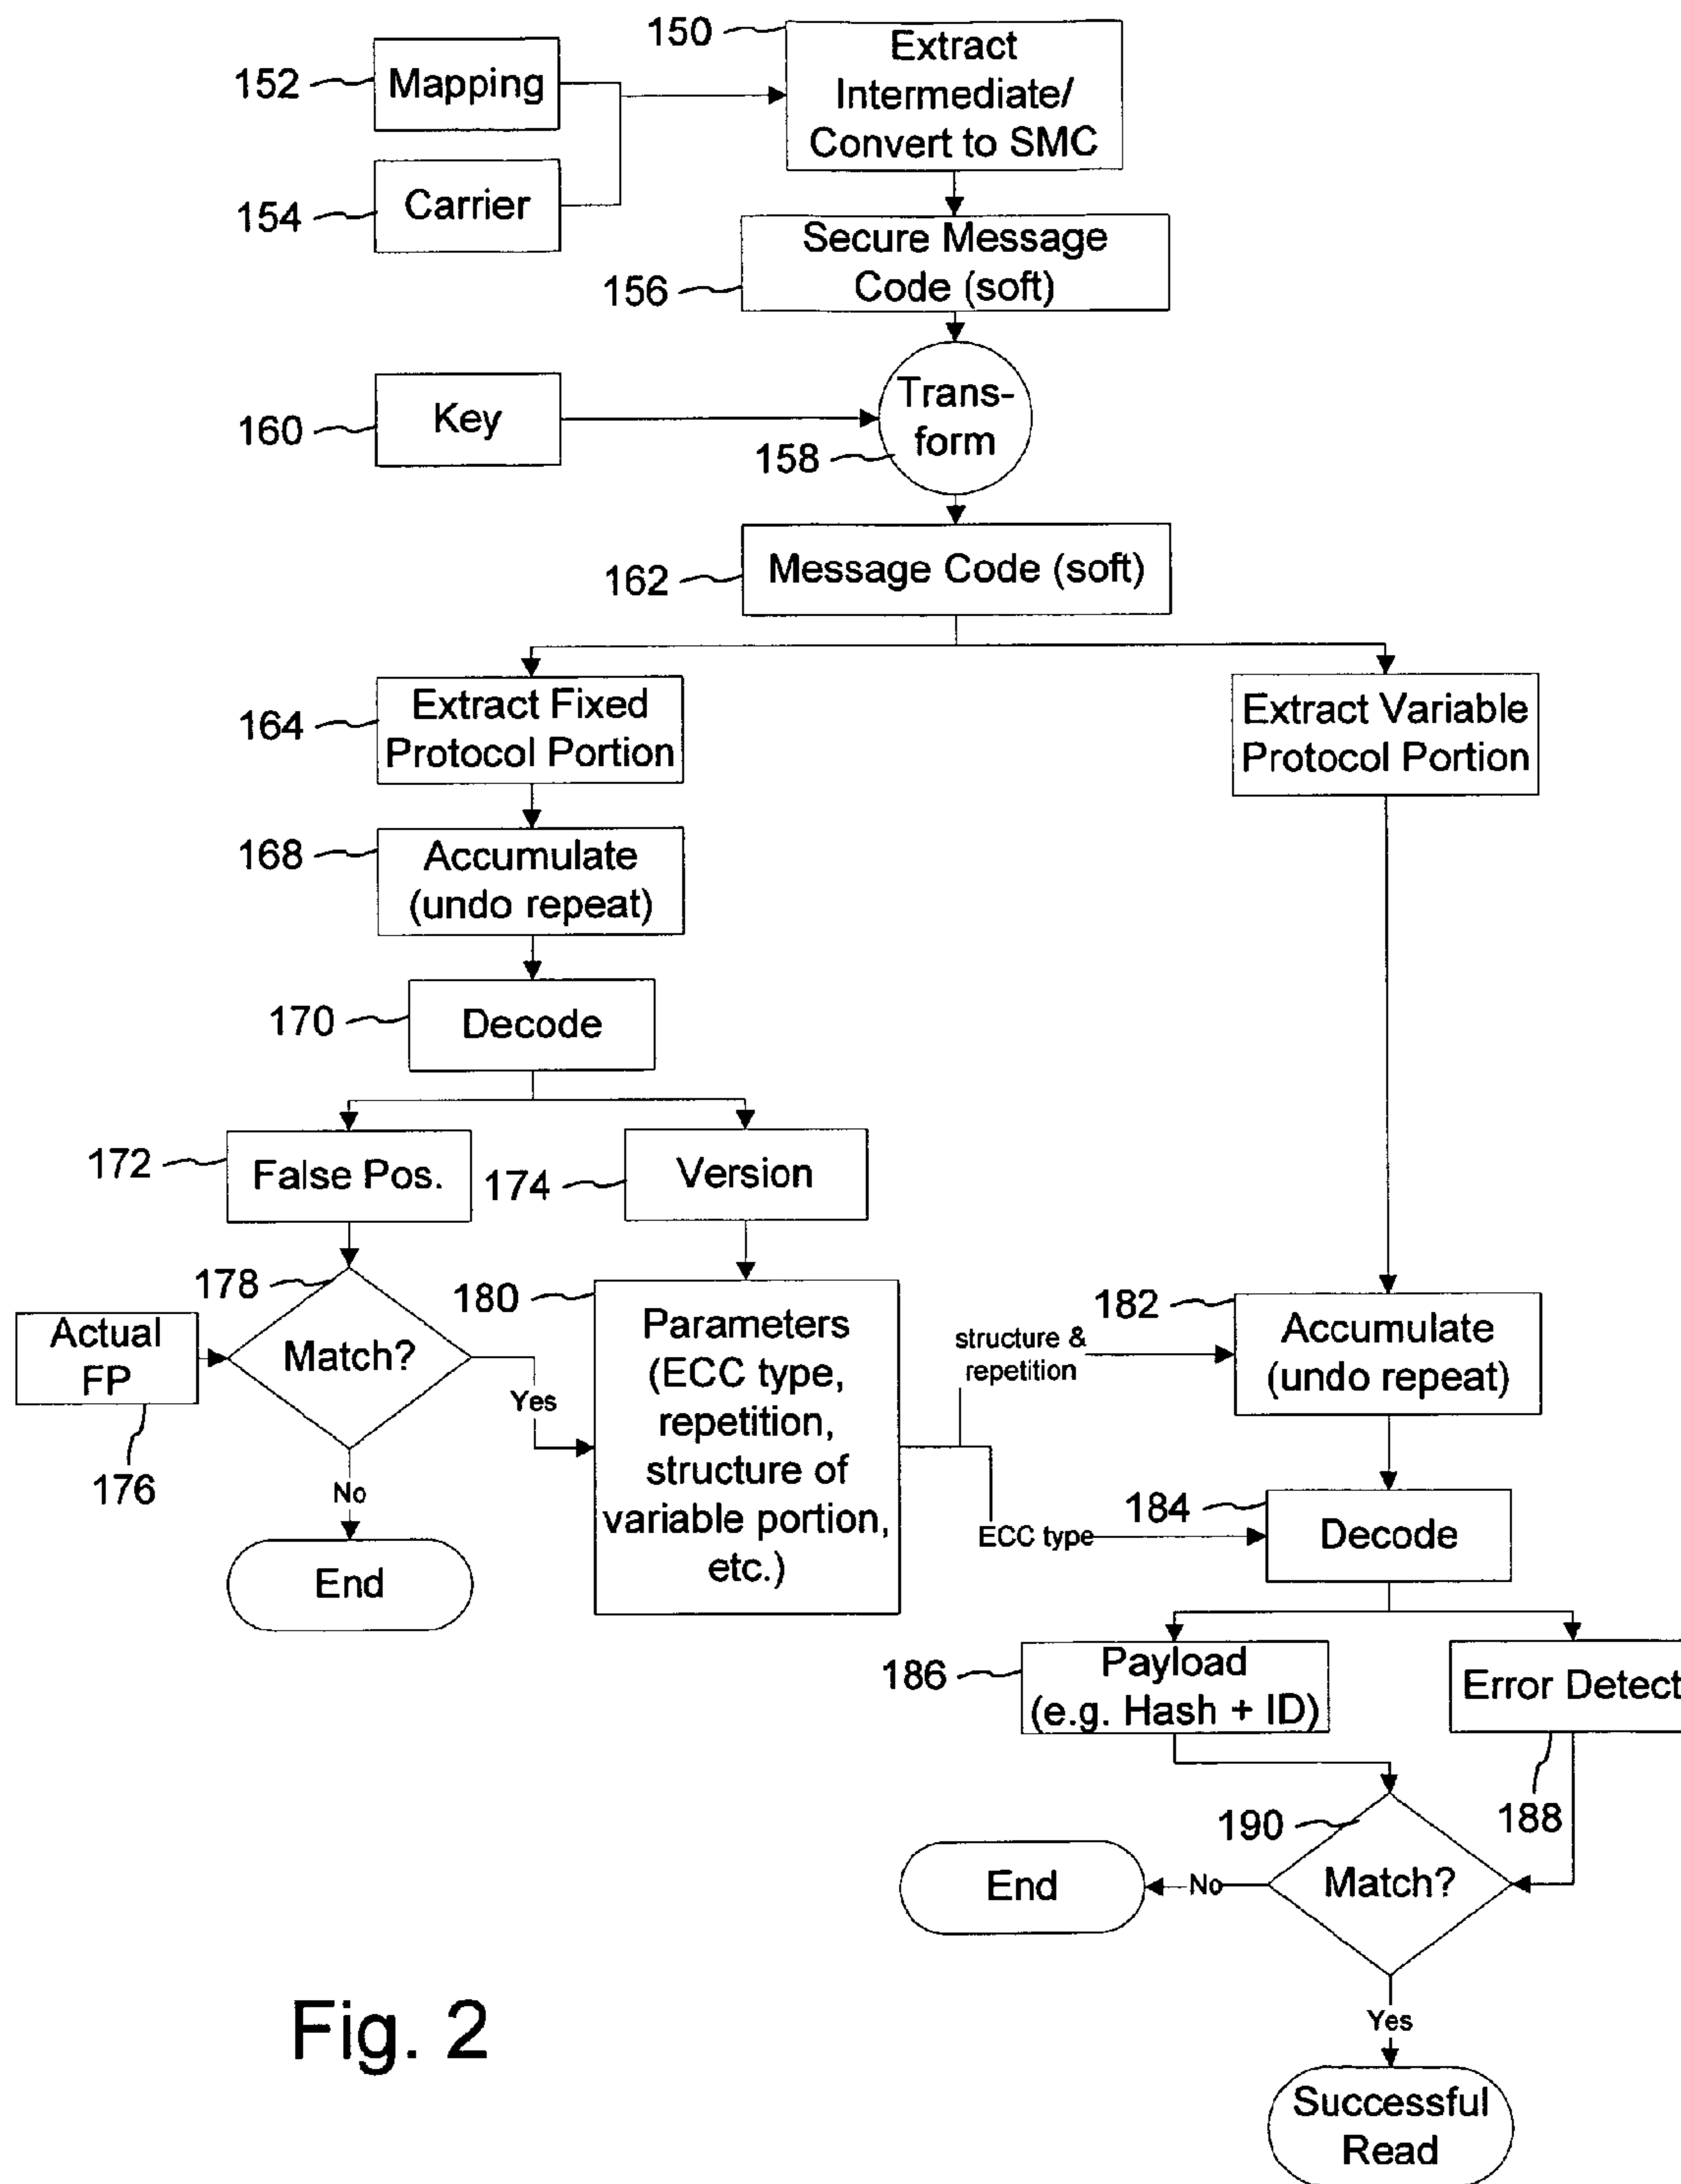 150
Extract
Intermediate/
Convert to SMC
152
Mapping
154
Carrier
Secure Message
Code (soft)
156
160
Key
Trans-
form
158
162
Message Code (soft)
164
Extract Fixed
Protocol Portion
Extract Variable
Protocol Portion
168
Accumulate
(undo repeat)
170
Decode
172
False Pos.
174
Version
178
Match?
Actual
FP
176
Yes
No
End
180
Parameters
(ECC type,
repetition,
structure of
variable portion,
etc.)
structure &
repetition
182
Accumulate
(undo repeat)
ECC type
184
Decode
186
Payload
(e.g. Hash + ID)
Error Detect
188
190
Match?
No
End
Yes
Successful
Read
Fig. 2